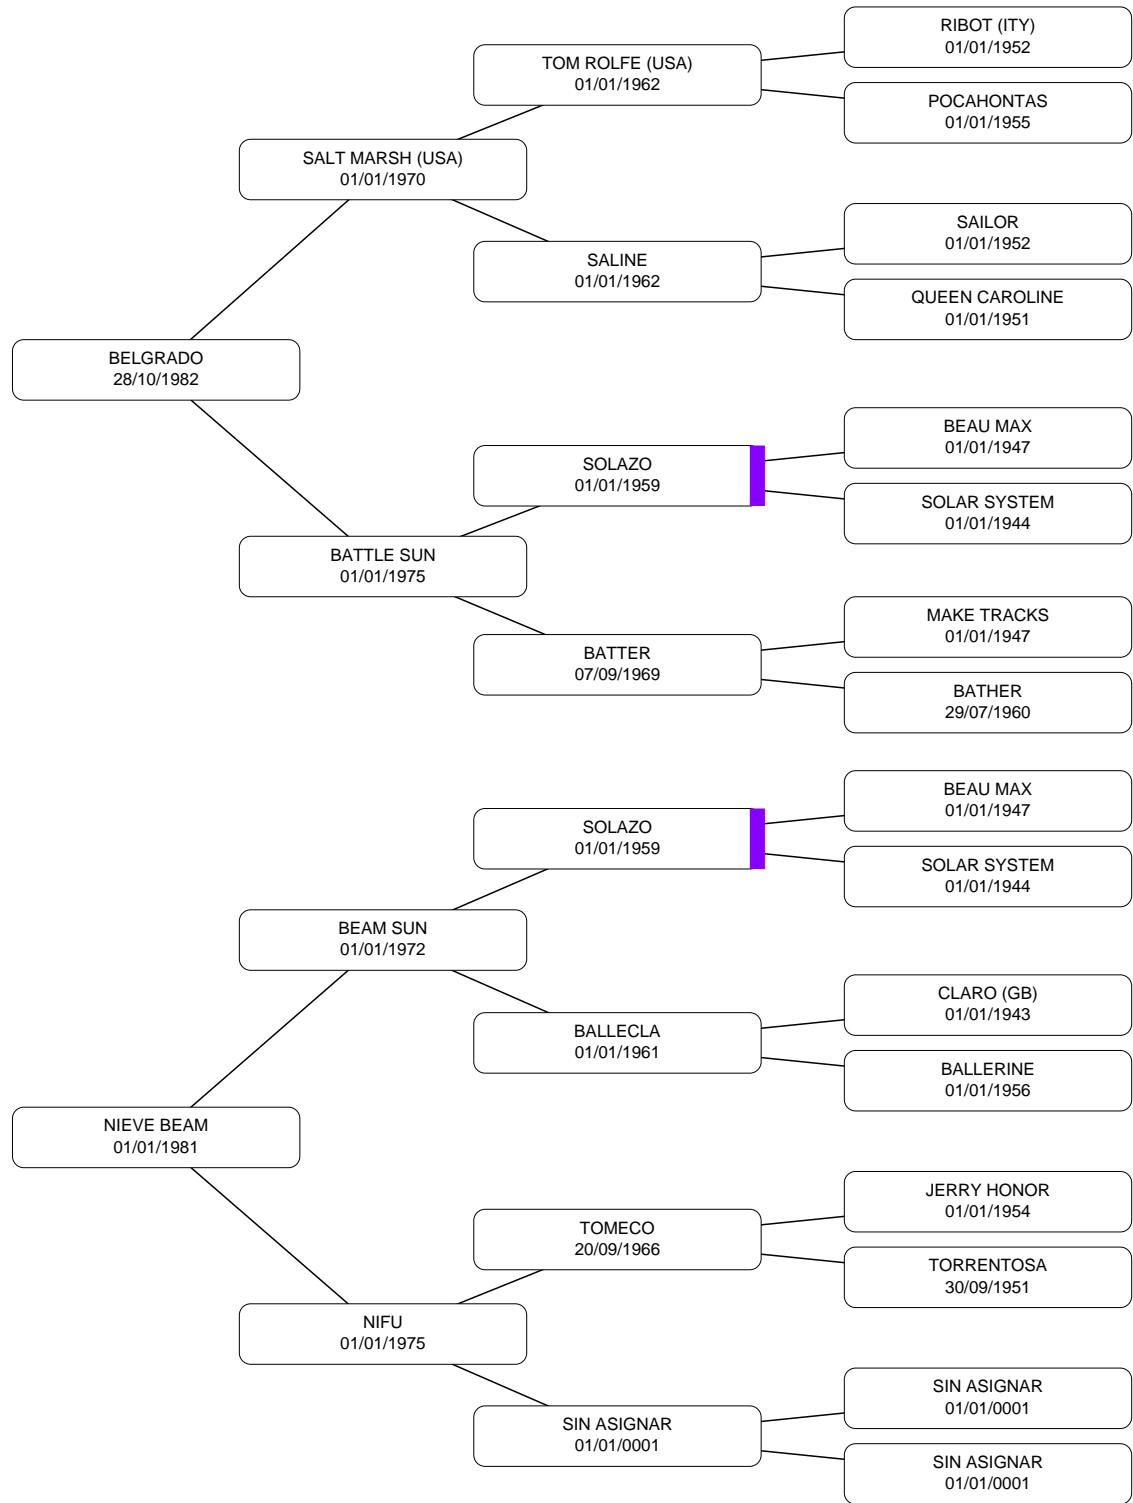 RIBOT (ITY)
01/01/1952
TOM ROLFE (USA)
01/01/1962
POCAHONTAS
01/01/1955
SALT MARSH (USA)
01/01/1970
SAILOR
01/01/1952
SALINE
01/01/1962
QUEEN CAROLINE
01/01/1951
BELGRADO
28/10/1982
BEAU MAX
01/01/1947
SOLAZO
01/01/1959
SOLAR SYSTEM
01/01/1944
BATTLE SUN
01/01/1975
MAKE TRACKS
01/01/1947
BATTER
07/09/1969
BATHER
29/07/1960
BEAU MAX
01/01/1947
SOLAZO
01/01/1959
SOLAR SYSTEM
01/01/1944
BEAM SUN
01/01/1972
CLARO (GB)
01/01/1943
BALLECLA
01/01/1961
BALLERINE
01/01/1956
NIEVE BEAM
01/01/1981
JERRY HONOR
01/01/1954
TOMECO
20/09/1966
TORRENTOSA
30/09/1951
NIFU
01/01/1975
SIN ASIGNAR
01/01/0001
SIN ASIGNAR
01/01/0001
SIN ASIGNAR
01/01/0001